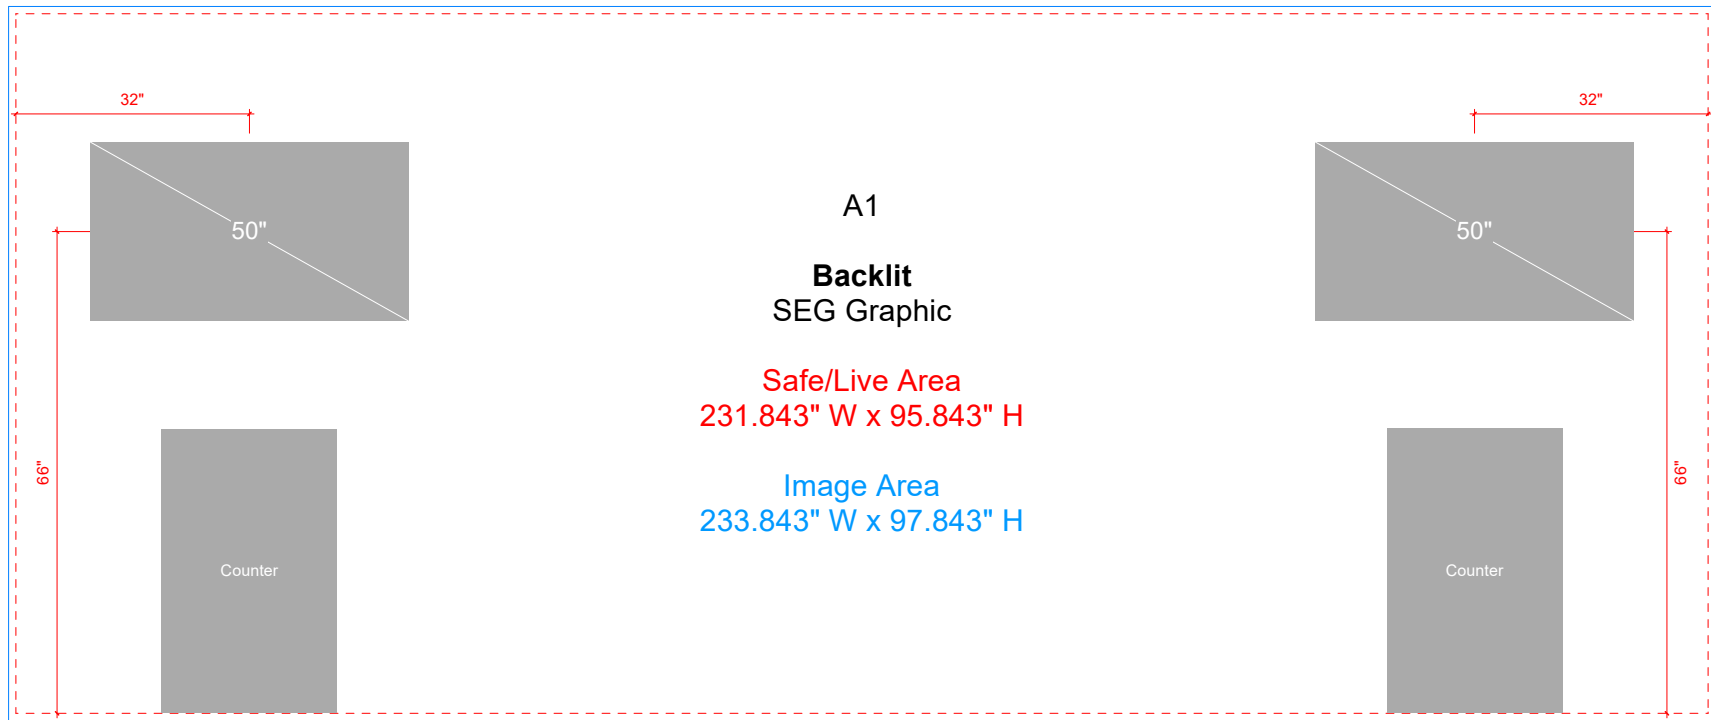 32"
32"
50"
A1
50"
Backlit
SEG Graphic
Safe/Live Area
231.843" W x 95.843" H
66"
66"
Image Area
233.843" W x 97.843" H
Counter
Counter